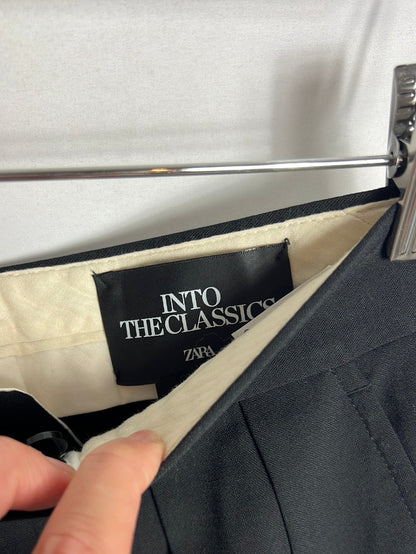 INTO
THE CLASSICS
ZARA